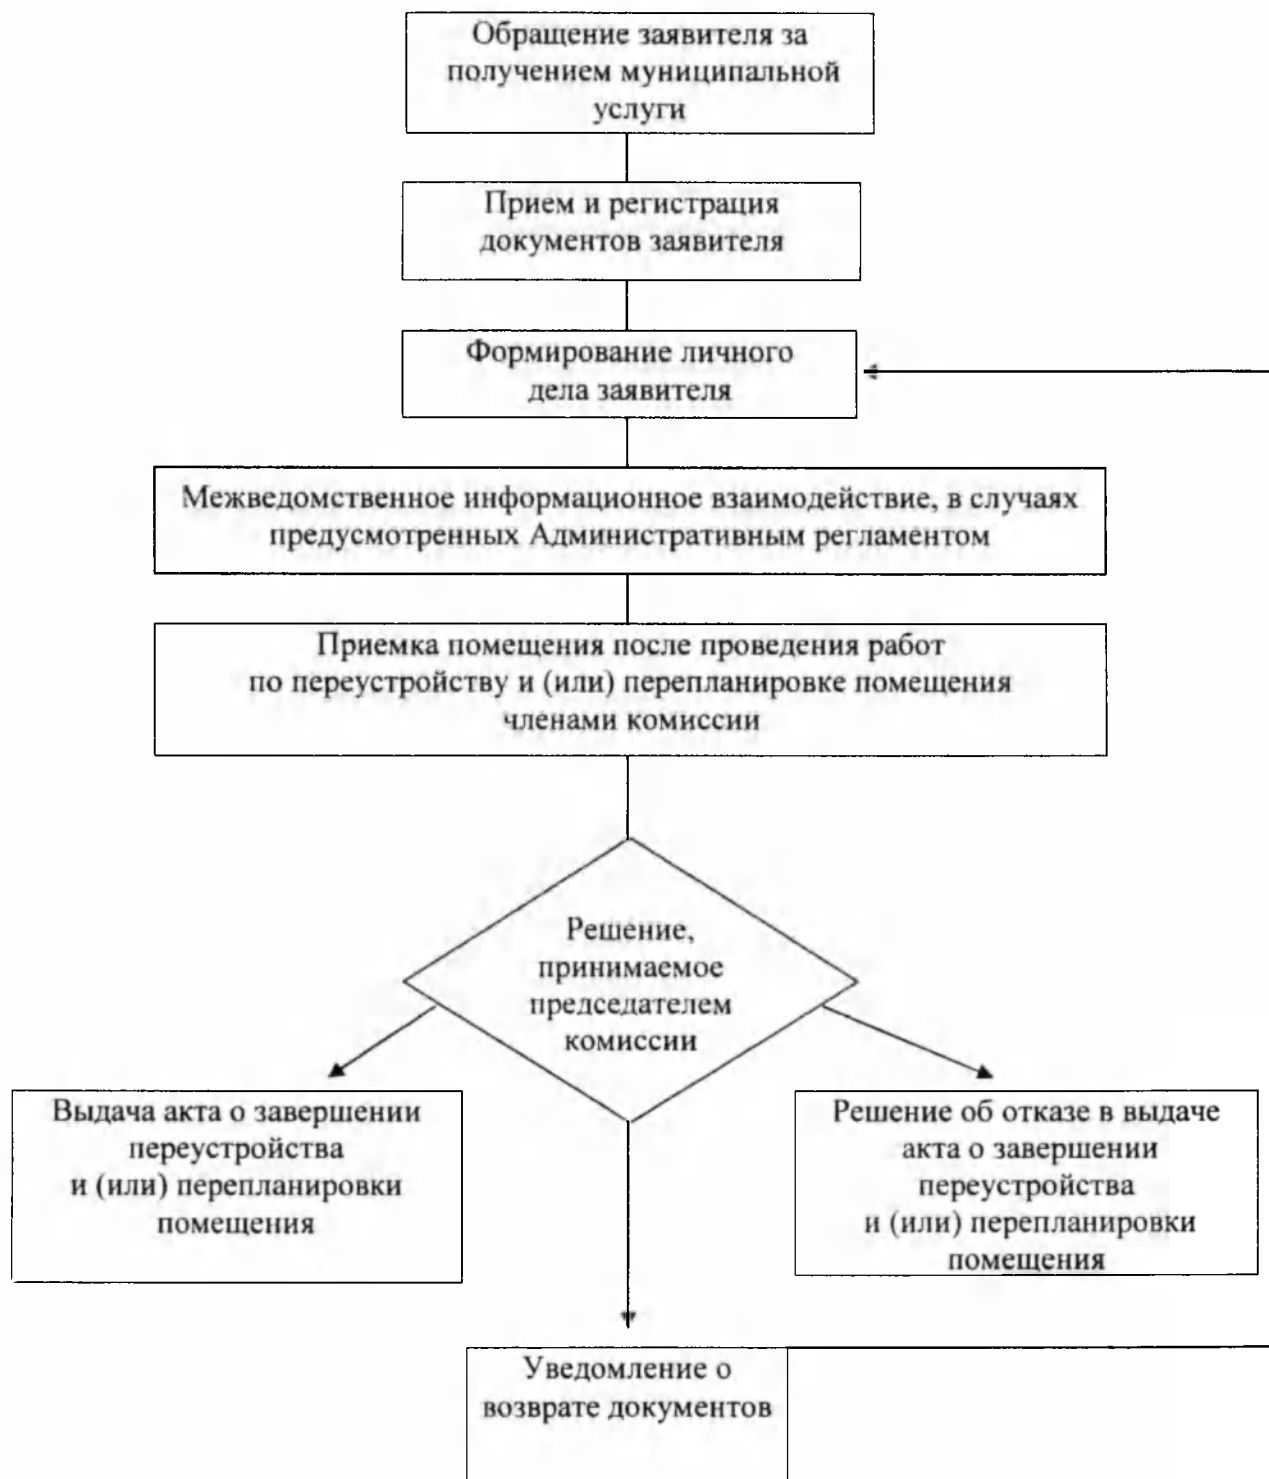 Обращение заявителя за
получением муниципальной
услуги
Прием и регистрация
документов заявителя
Формирование личного
дела заявителя
Межведомственное информационное взаимодействие, в случаях
предусмотренных Административным регламентом
Приемка помещения после проведения работ
по переустройству и (или) перепланировке помещения
членами комиссии
Решение,
принимаемое
председателем
комиссии
Выдача акта о завершении
переустройства
и (или) перепланировки
помещения
Решение об отказе в выдаче
акта о завершении
переустройства
и (или) перепланировки
помещения
Уведомление о
возврате документов